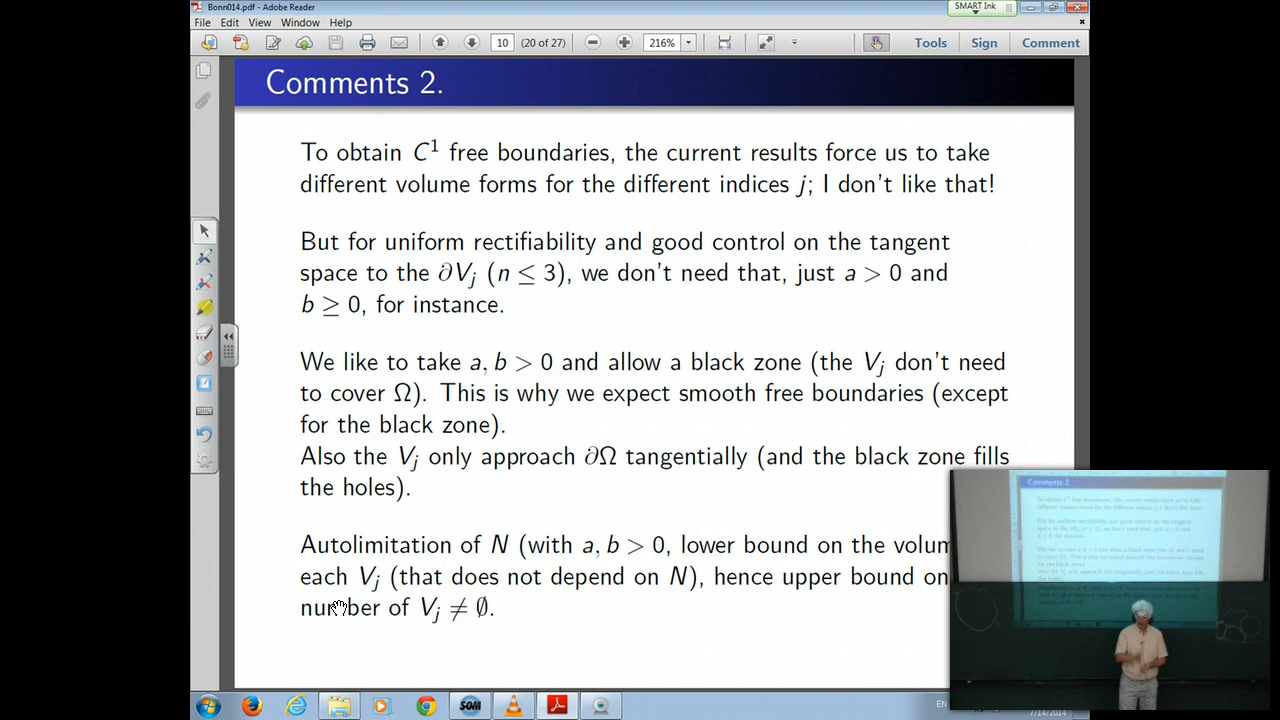 Bonn014.pdf - Adobe Reader
SMART Ink
File Edit View Window Help
10 (20 of 27) 216% Tools Sign Comment
Comments 2.
To obtain C¹ free boundaries, the current results force us to take
different volume forms for the different indices j; I don't like that!
But for uniform rectifiability and good control on the tangent
space to the ∂Vⱼ (n ≤ 3), we don't need that, just a > 0 and
b ≥ 0, for instance.
We like to take a, b > 0 and allow a black zone (the Vⱼ don't need
to cover Ω). This is why we expect smooth free boundaries (except
for the black zone).
Also the Vⱼ only approach ∂Ω tangentially (and the black zone fills
the holes).
Autolimitation of N (with a, b > 0, lower bound on the volum
each Vⱼ (that does not depend on N), hence upper bound on
number of Vⱼ ≠ ∅.
Comments 2.
EN
7/14/2014